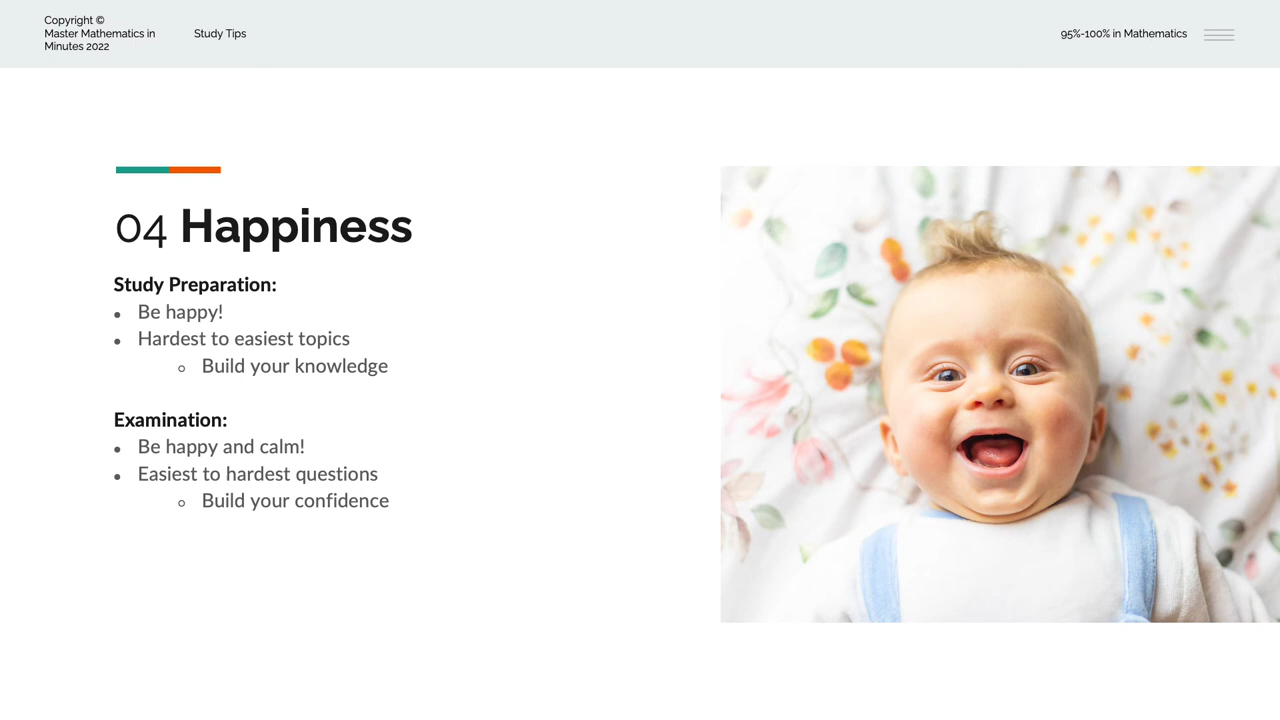 Copyright ©
Master Mathematics in
Minutes 2022
Study Tips
95%-100% in Mathematics
04 Happiness
Study Preparation:
• Be happy!
• Hardest to easiest topics
○ Build your knowledge
Examination:
• Be happy and calm!
• Easiest to hardest questions
○ Build your confidence